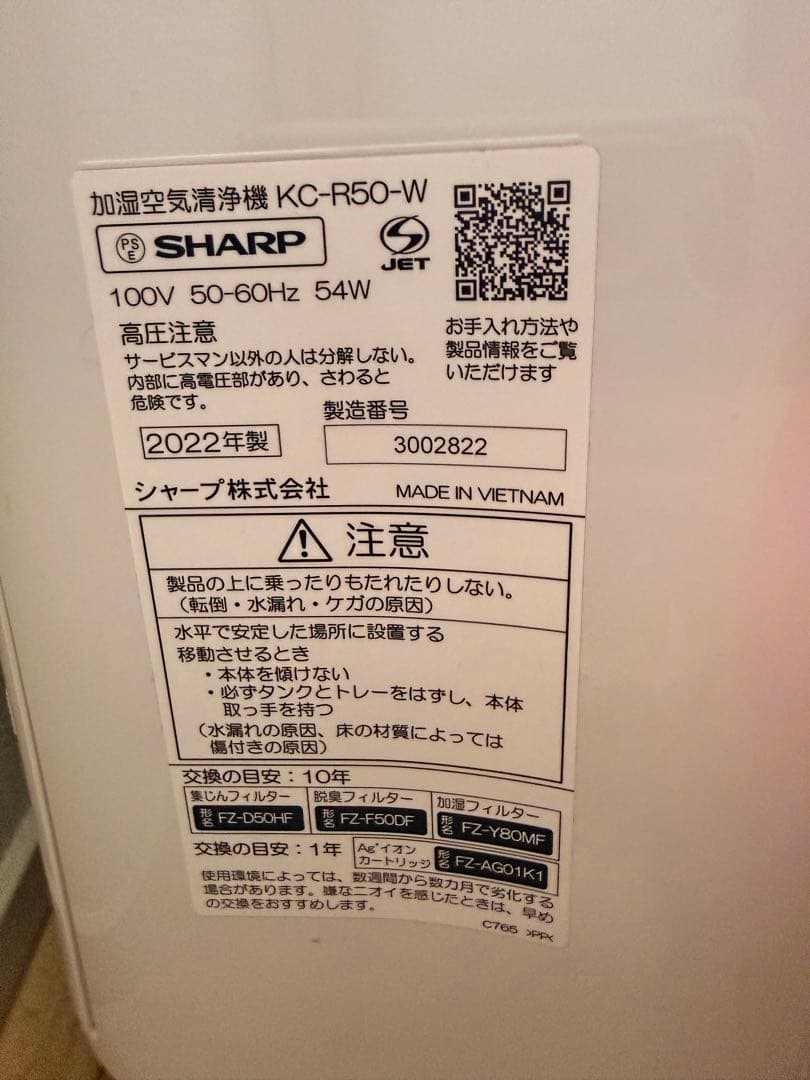 加湿空気清浄機 KC-R50-W
PS
E
SHARP
JET
100V 50-60Hz 54W
高圧注意
サービスマン以外の人は分解しない。
内部に高電圧部があり、さわると
危険です。
お手入れ方法や
製品情報をご覧
いただけます
製造番号
2022年製
3002822
シャープ株式会社
MADE IN VIETNAM
注意
製品の上に乗ったりもたれたりしない。
（転倒・水漏れ・ケガの原因）
水平で安定した場所に設置する
移動させるとき
・本体を傾けない
・必ずタンクとトレーをはずし、本体
取っ手を持つ
（水漏れの原因、床の材質によっては
傷付きの原因）
交換の目安：10年
集じんフィルター
形名 FZ-D50HF
脱臭フィルター
形名 FZ-F50DF
加湿フィルター
形名 FZ-Y80MF
交換の目安：1年
Ag⁺イオン
カートリッジ
形名 FZ-AG01K1
使用環境によっては、数週間から数カ月で劣化する
場合があります。嫌なニオイを感じたときは、早め
の交換をおすすめします。
C765 >PP<